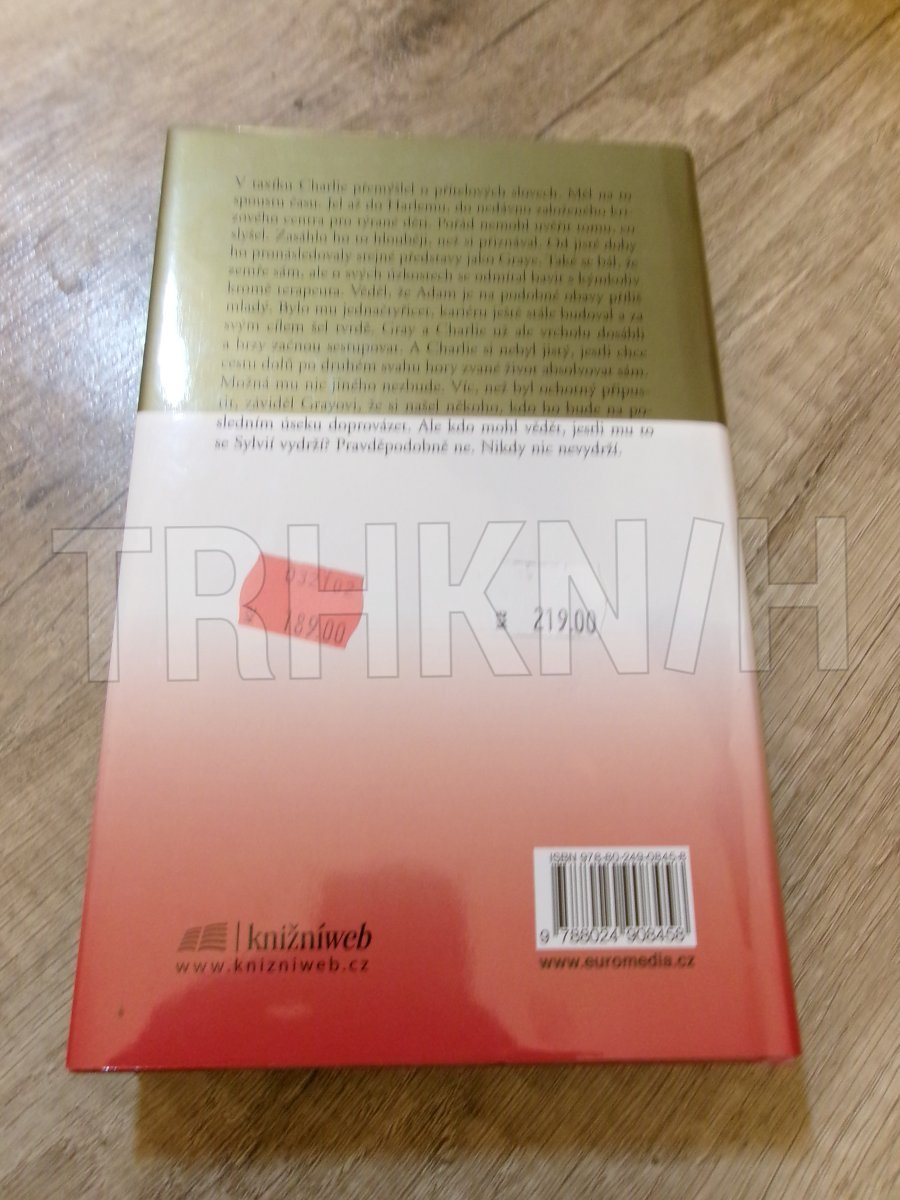 V taxíku Charlie přemýšlel o přítelových slovech. Měl na to
spoustu času. Jel až do Harlemu, do nedávno založeného kri-
zového centra pro týrané děti. Pořád nemohl uvěřit tomu, co
slyšel. Zasáhlo ho to hlouběji, než si přiznával. Od jisté doby
ho pronásledovaly stejné představy jako Graye. Také se bál, že
zemře sám, ale o svých úzkostech se odmítal bavit s kýmkoliv
kromě terapeuta. Věděl, že Adam je na podobné obavy příliš
mladý. Bylo mu jednačtyřicet, kariéru ještě stále budoval a za
svým cílem šel tvrdě. Gray a Charlie už ale vrcholu dosáhli
a brzy začnou sestupovat. A Charlie si nebyl jistý, jestli chce
cestu dolů po druhém svahu hory zvané život absolvovat sám.
Možná mu nic jiného nezbude. Víc, než byl ochotný připus-
tit, záviděl Grayovi, že si našel někoho, kdo ho bude na po-
sledním úseku doprovázet. Ale kdo mohl vědět, jestli mu to
se Sylvií vydrží? Pravděpodobně ne. Nikdy nic nevydrží.
TRHKNIH
032/02
Kč 189.00
Kč 219.00
ISBN 978-80-249-0845-8
9 788024 908458
www.euromedia.cz
knižníweb
www.knizniweb.cz